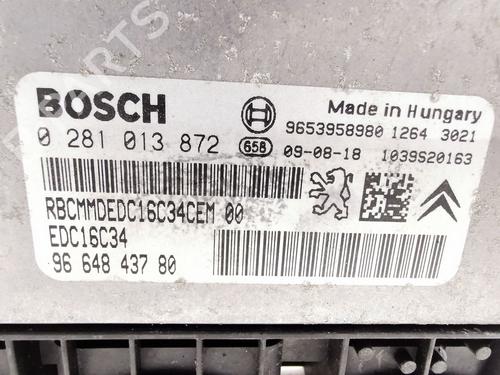 BOSCH
Made in Hungary
9653958980 1264 3021
0 281 013 872
658 09-08-18 1039S20163
RBCMMDEDC16C34CEM 00
EDC16C34
96 648 437 80
PARTS